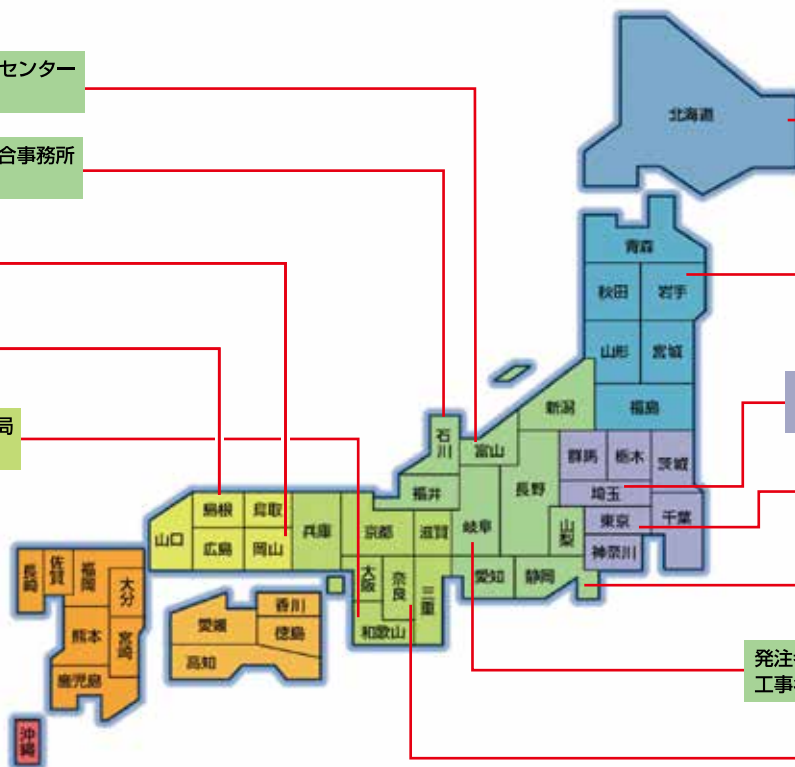 センター
合事務所
局
北海道
青森
秋田
岩手
山形
宮城
新潟
福島
石川
富山
群馬
栃木
茨城
福井
長野
埼玉
島根
鳥取
兵庫
京都
滋賀
岐阜
山梨
東京
千葉
山口
広島
岡山
神奈川
長崎
佐賀
福岡
大分
大阪
奈良
三重
愛知
静岡
香川
愛媛
徳島
和歌山
熊本
宮崎
高知
鹿児島
発注
工事
沖縄